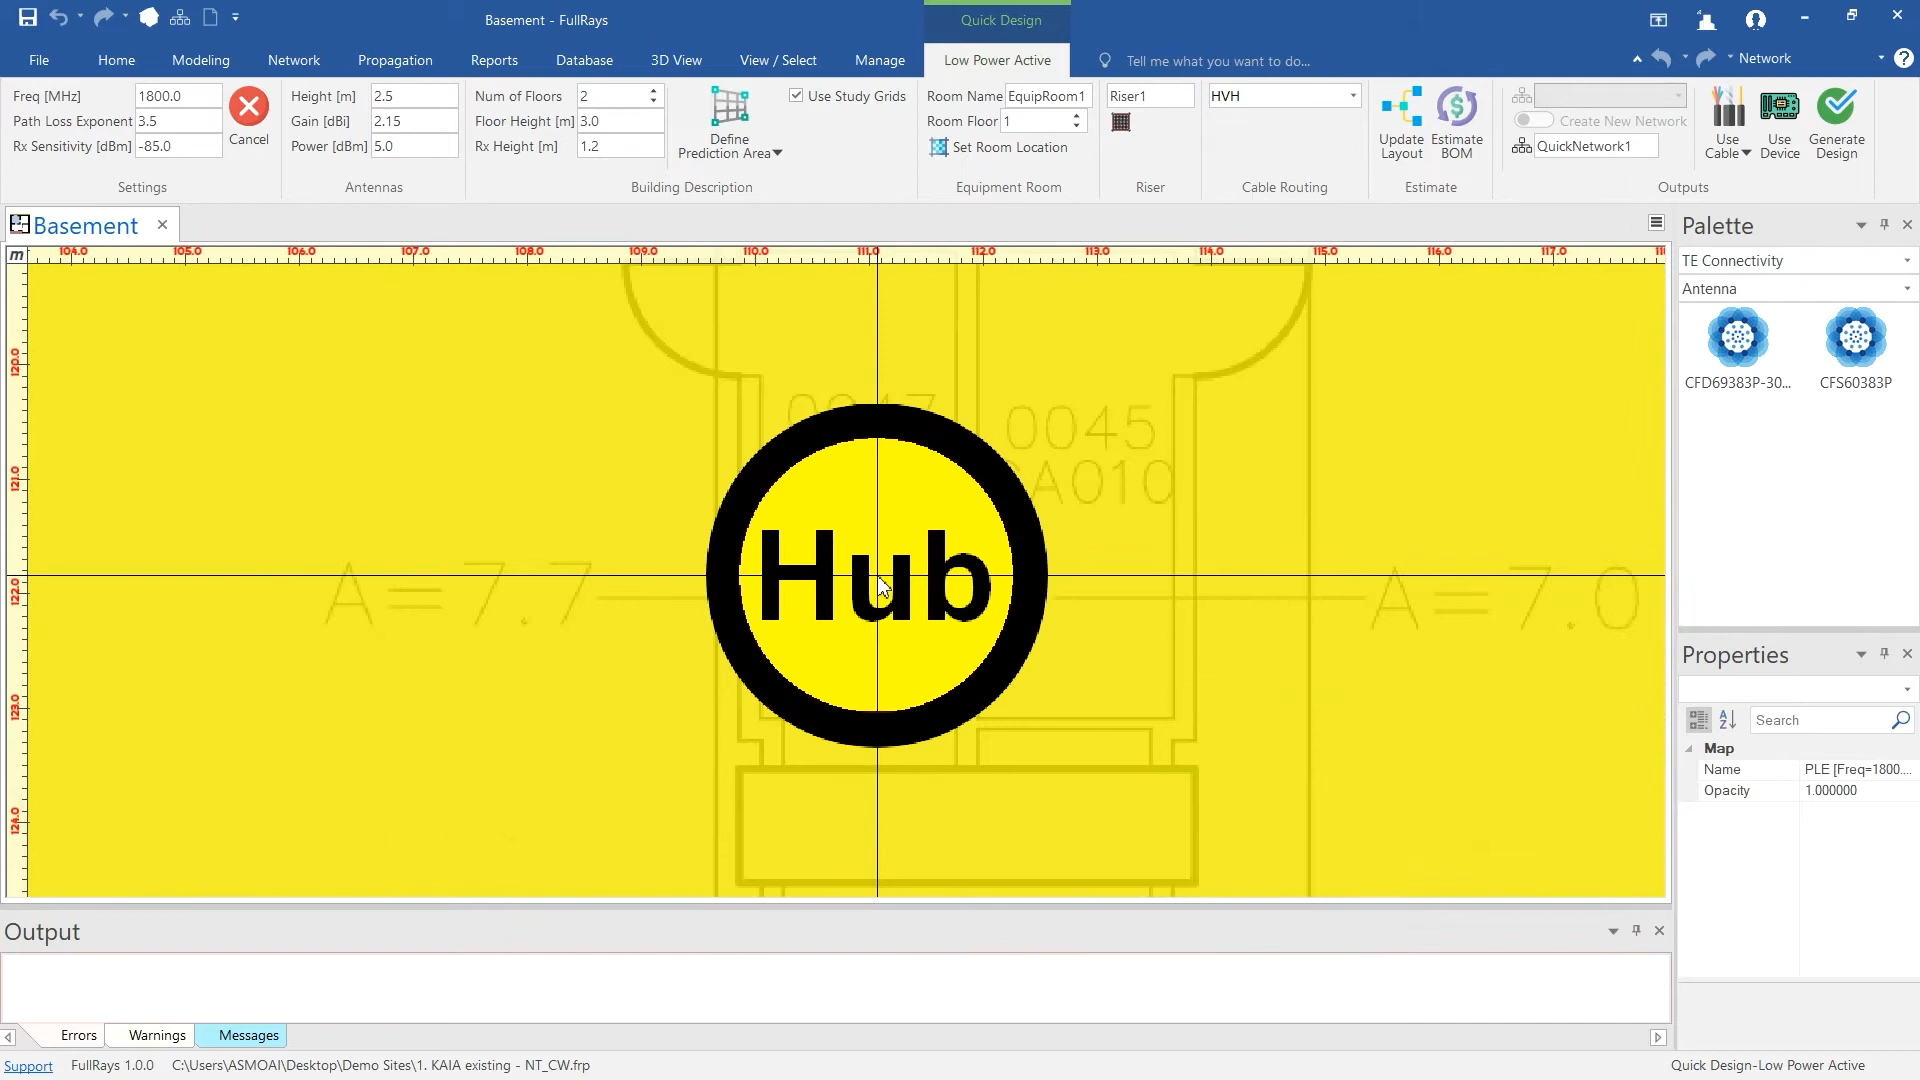 Basement - FullRays
Quick Design
File
Home
Modeling
Network
Propagation
Reports
Database
3D View
View / Select
Manage
Low Power Active
Tell me what you want to do...
Network
Freq [MHz] 1800.0
Path Loss Exponent 3.5
Rx Sensitivity [dBm] -85.0
Cancel
Settings
Height [m] 2.5
Gain [dBi] 2.15
Power [dBm] 5.0
Antennas
Num of Floors 2
Floor Height [m] 3.0
Rx Height [m] 1.2
Define
Prediction Area
Use Study Grids
Building Description
Room Name EquipRoom1
Room Floor 1
Set Room Location
Equipment Room
Riser1
Riser
HVH
Cable Routing
Update
Layout
Estimate
BOM
Estimate
Create New Network
QuickNetwork1
Use
Cable
Use
Device
Generate
Design
Outputs
Basement
m
104.0 105.0 106.0 107.0 108.0 109.0 110.0 111.0 112.0 113.0 114.0 115.0 116.0 117.0
120.0
121.0
122.0
123.0
124.0
0045
A010
Hub
A=7.7
A=7.0
Palette
TE Connectivity
Antenna
CFD69383P-30...
CFS60383P
Properties
Search
Map
Name PLE [Freq=1800....
Opacity 1.000000
Output
Errors
Warnings
Messages
Support
FullRays 1.0.0
C:\Users\ASMOAI\Desktop\Demo Sites\1. KAIA existing - NT_CW.frp
Quick Design-Low Power Active